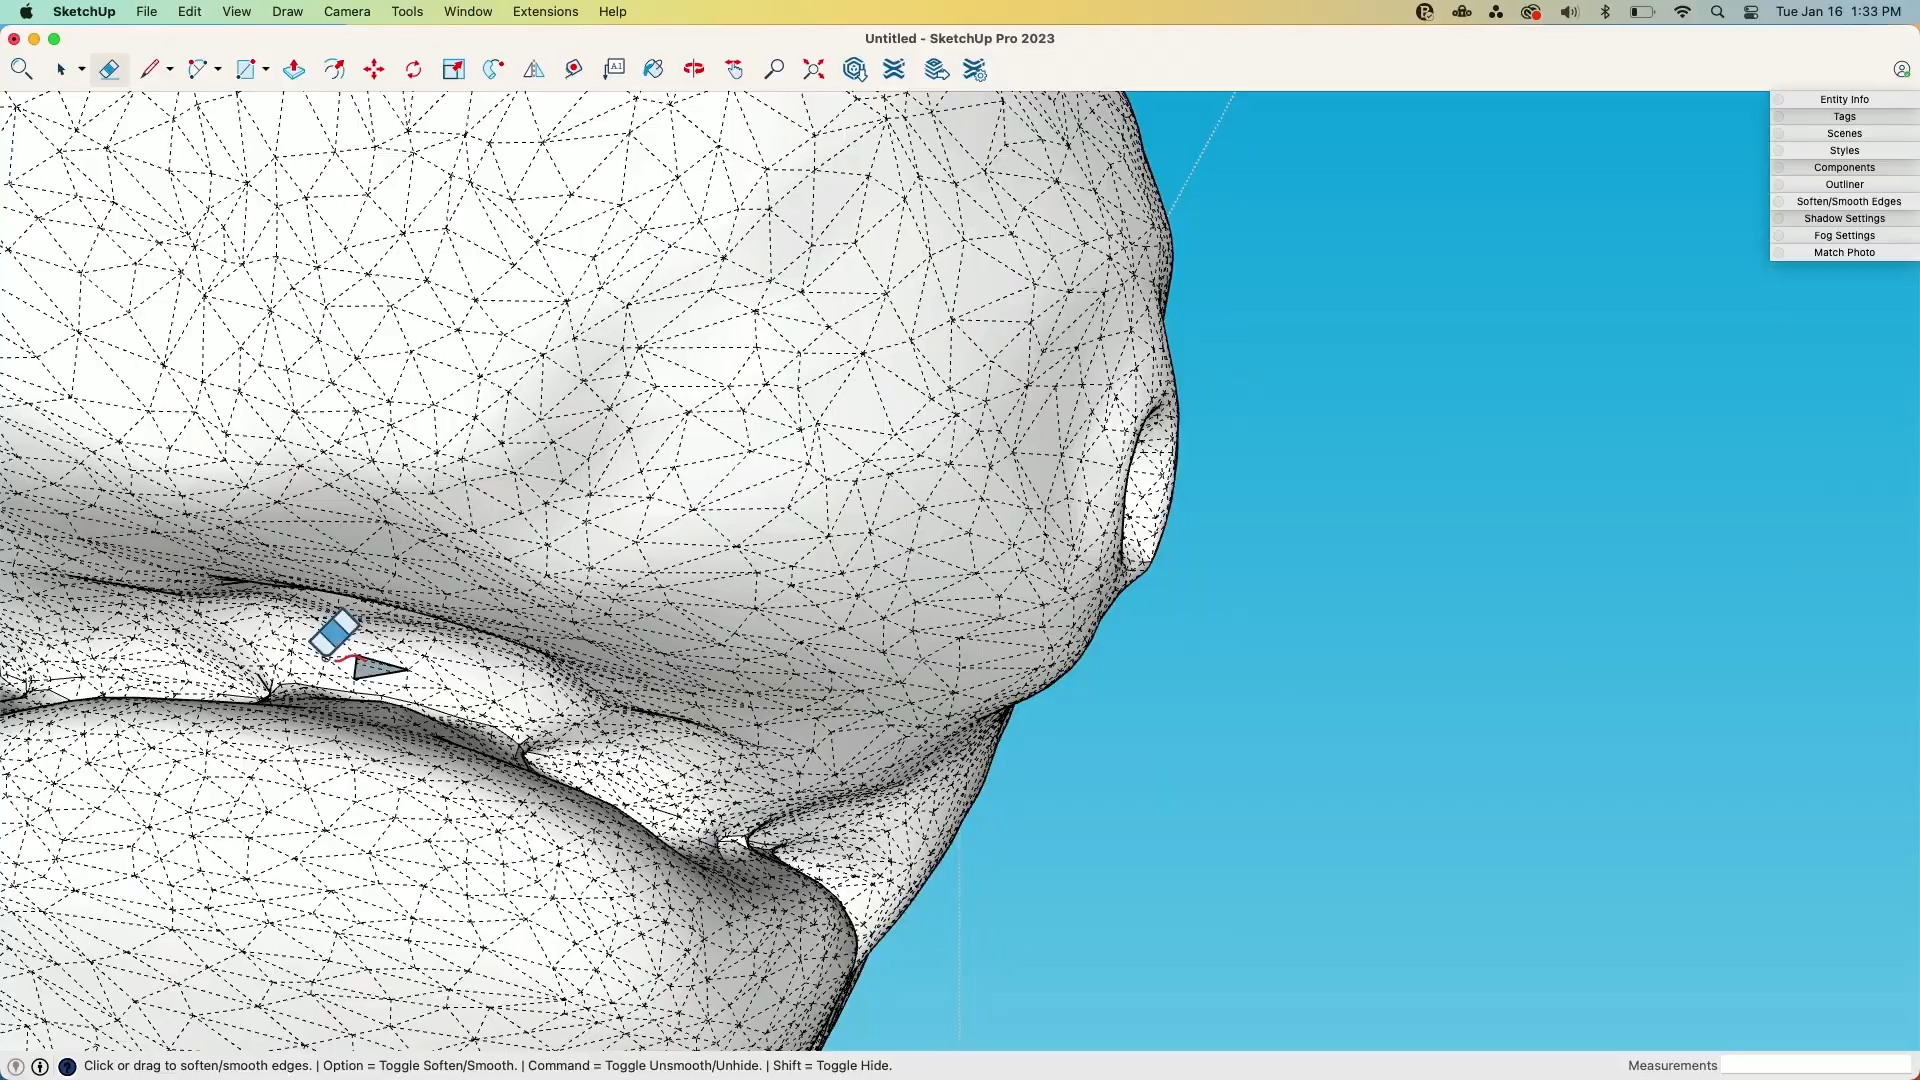 SketchUp File Edit View Draw Camera Tools Window Extensions Help Tue Jan 16 1:33 PM
Untitled - SketchUp Pro 2023
A1
Entity Info
Tags
Scenes
Styles
Components
Outliner
Soften/Smooth Edges
Shadow Settings
Fog Settings
Match Photo
Click or drag to soften/smooth edges. | Option = Toggle Soften/Smooth. | Command = Toggle Unsmooth/Unhide. | Shift = Toggle Hide. Measurements